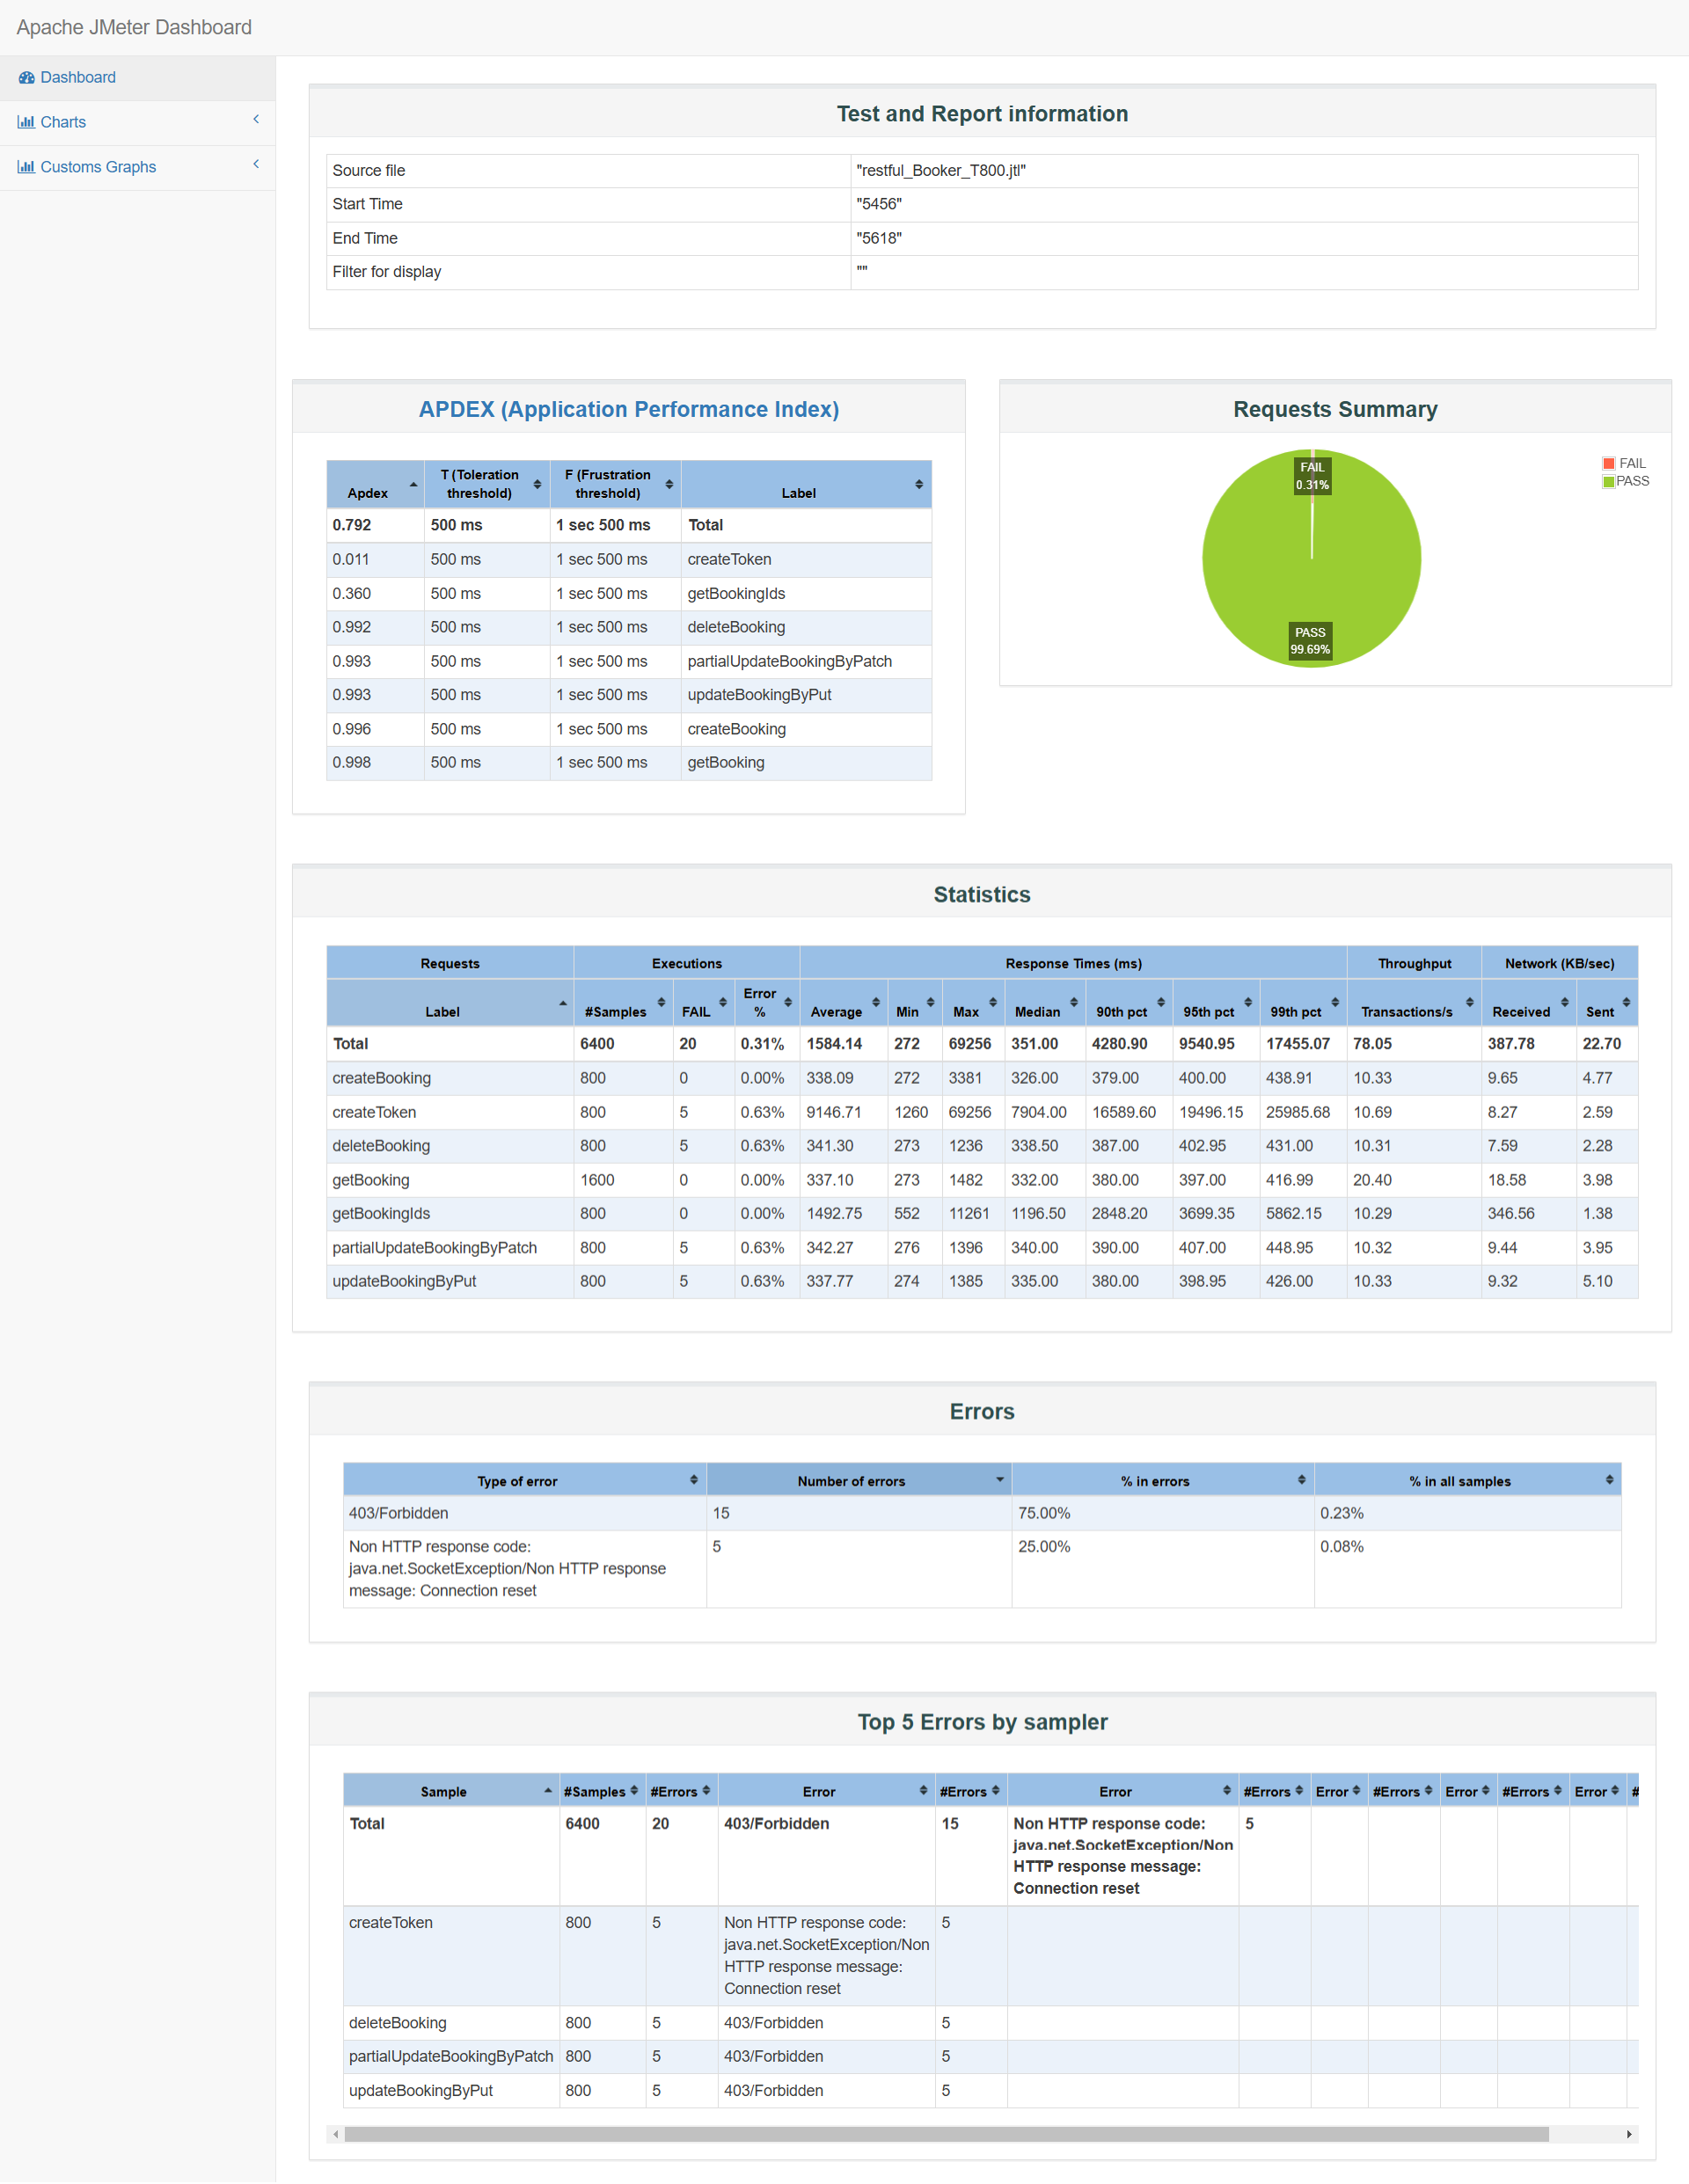 Apache JMeter Dashboard
Dashboard
Charts
Customs Graphs
Test and Report information
Source file "restful_Booker_T800.jtl"
Start Time "5456"
End Time "5618"
Filter for display ""
APDEX (Application Performance Index)
Apdex T (Toleration threshold) F (Frustration threshold) Label
0.792 500 ms 1 sec 500 ms Total
0.011 500 ms 1 sec 500 ms createToken
0.360 500 ms 1 sec 500 ms getBookingIds
0.992 500 ms 1 sec 500 ms deleteBooking
0.993 500 ms 1 sec 500 ms partialUpdateBookingByPatch
0.993 500 ms 1 sec 500 ms updateBookingByPut
0.996 500 ms 1 sec 500 ms createBooking
0.998 500 ms 1 sec 500 ms getBooking
Requests Summary
FAIL
0.31%
PASS
99.69%
FAIL
PASS
Statistics
Requests Executions Response Times (ms) Throughput Network (KB/sec)
Label #Samples FAIL Error % Average Min Max Median 90th pct 95th pct 99th pct Transactions/s Received Sent
Total 6400 20 0.31% 1584.14 272 69256 351.00 4280.90 9540.95 17455.07 78.05 387.78 22.70
createBooking 800 0 0.00% 338.09 272 3381 326.00 379.00 400.00 438.91 10.33 9.65 4.77
createToken 800 5 0.63% 9146.71 1260 69256 7904.00 16589.60 19496.15 25985.68 10.69 8.27 2.59
deleteBooking 800 5 0.63% 341.30 273 1236 338.50 387.00 402.95 431.00 10.31 7.59 2.28
getBooking 1600 0 0.00% 337.10 273 1482 332.00 380.00 397.00 416.99 20.40 18.58 3.98
getBookingIds 800 0 0.00% 1492.75 552 11261 1196.50 2848.20 3699.35 5862.15 10.29 346.56 1.38
partialUpdateBookingByPatch 800 5 0.63% 342.27 276 1396 340.00 390.00 407.00 448.95 10.32 9.44 3.95
updateBookingByPut 800 5 0.63% 337.77 274 1385 335.00 380.00 398.95 426.00 10.33 9.32 5.10
Errors
Type of error Number of errors % in errors % in all samples
403/Forbidden 15 75.00% 0.23%
Non HTTP response code: 5 25.00% 0.08%
java.net.SocketException/Non HTTP response
message: Connection reset
Top 5 Errors by sampler
Sample #Samples #Errors Error #Errors Error #Errors Error #Errors Error #Errors Error #
Total 6400 20 403/Forbidden 15 Non HTTP response code: 5
java.net.SocketException/Non
HTTP response message:
Connection reset
createToken 800 5 Non HTTP response code: 5
java.net.SocketException/Non
HTTP response message:
Connection reset
deleteBooking 800 5 403/Forbidden 5
partialUpdateBookingByPatch 800 5 403/Forbidden 5
updateBookingByPut 800 5 403/Forbidden 5